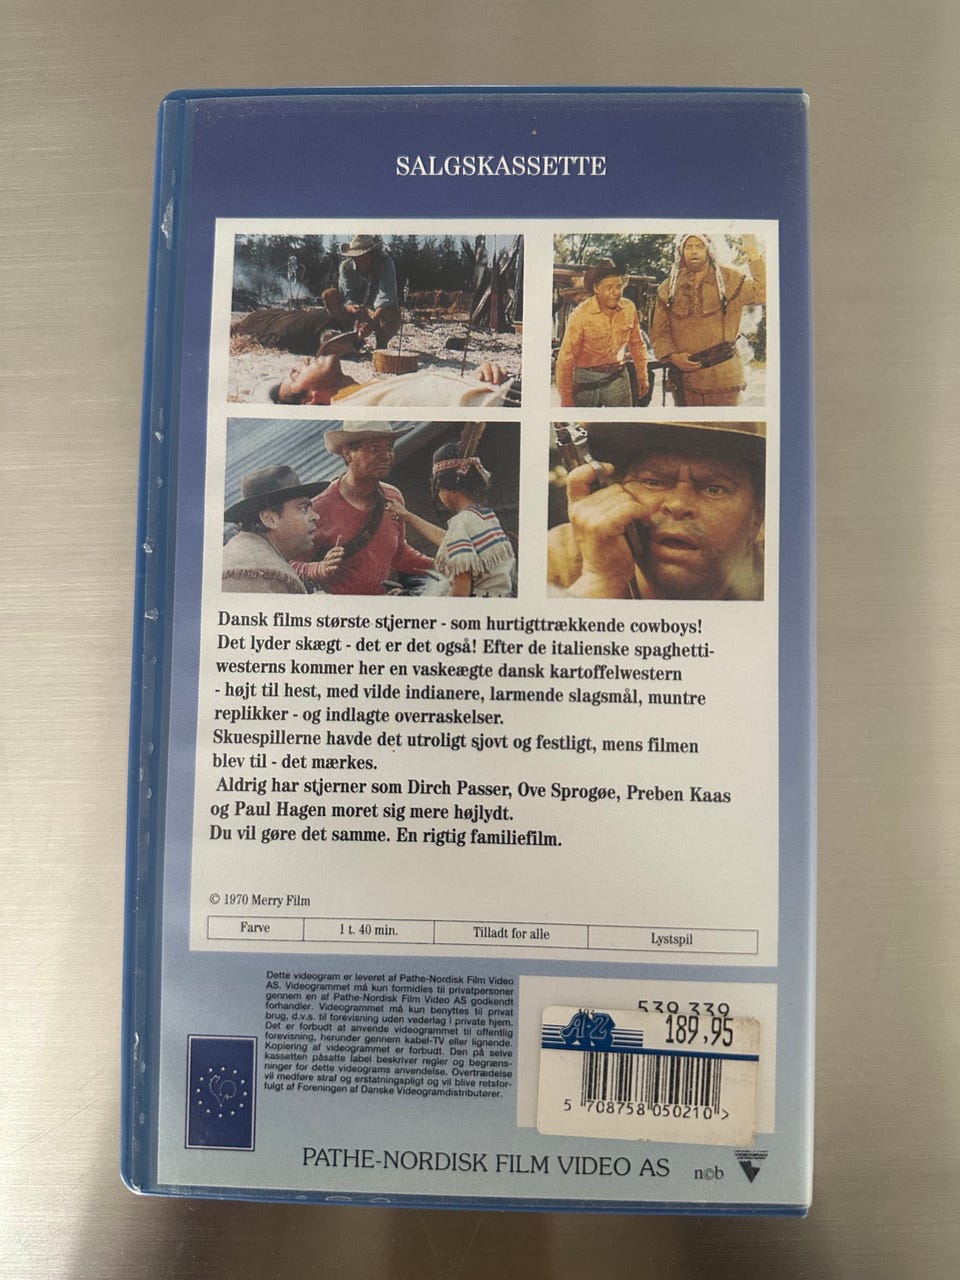 SALGSKASSETTE
Dansk films største stjerner - som hurtigttrækkende cowboys!
Det lyder skægt - det er det også! Efter de italienske spaghetti-
westerns kommer her en vaskeægte dansk kartoffelwestern
- højt til hest, med vilde indianere, larmende slagsmål, muntre
replikker - og indlagte overraskelser.
Skuespillerne havde det utroligt sjovt og festligt, mens filmen
blev til - det mærkes.
Aldrig har stjerner som Dirch Passer, Ove Sprogøe, Preben Kaas
og Paul Hagen moret sig mere højlydt.
Du vil gøre det samme. En rigtig familiefilm.
© 1970 Merry Film
Farve 1 t. 40 min. Tilladt for alle Lystspil
Dette videogram er leveret af Pathe-Nordisk Film Video
AS. Videogrammet må kun formidles til privatpersoner
gennem en af Pathe-Nordisk Film Video AS godkendt
forhandler. Videogrammet må kun benyttes til privat
brug, d.v.s. til forevisning uden vederlag i private hjem.
Det er forbudt at anvende videogrammet til offentlig
forevisning, herunder gennem kabel-TV eller lignende.
Kopiering af videogrammet er forbudt. Den på selve
kassetten påsatte label beskriver regler og begræns-
ninger for dette videograms anvendelse. Overtrædelse
vil medføre straf og erstatningspligt og vil blive retsfor-
fulgt af Foreningen af Danske Videogramdistributører.
539 339
A-Z 189,95
5 708758 050210 >
PATHE-NORDISK FILM VIDEO AS n©b